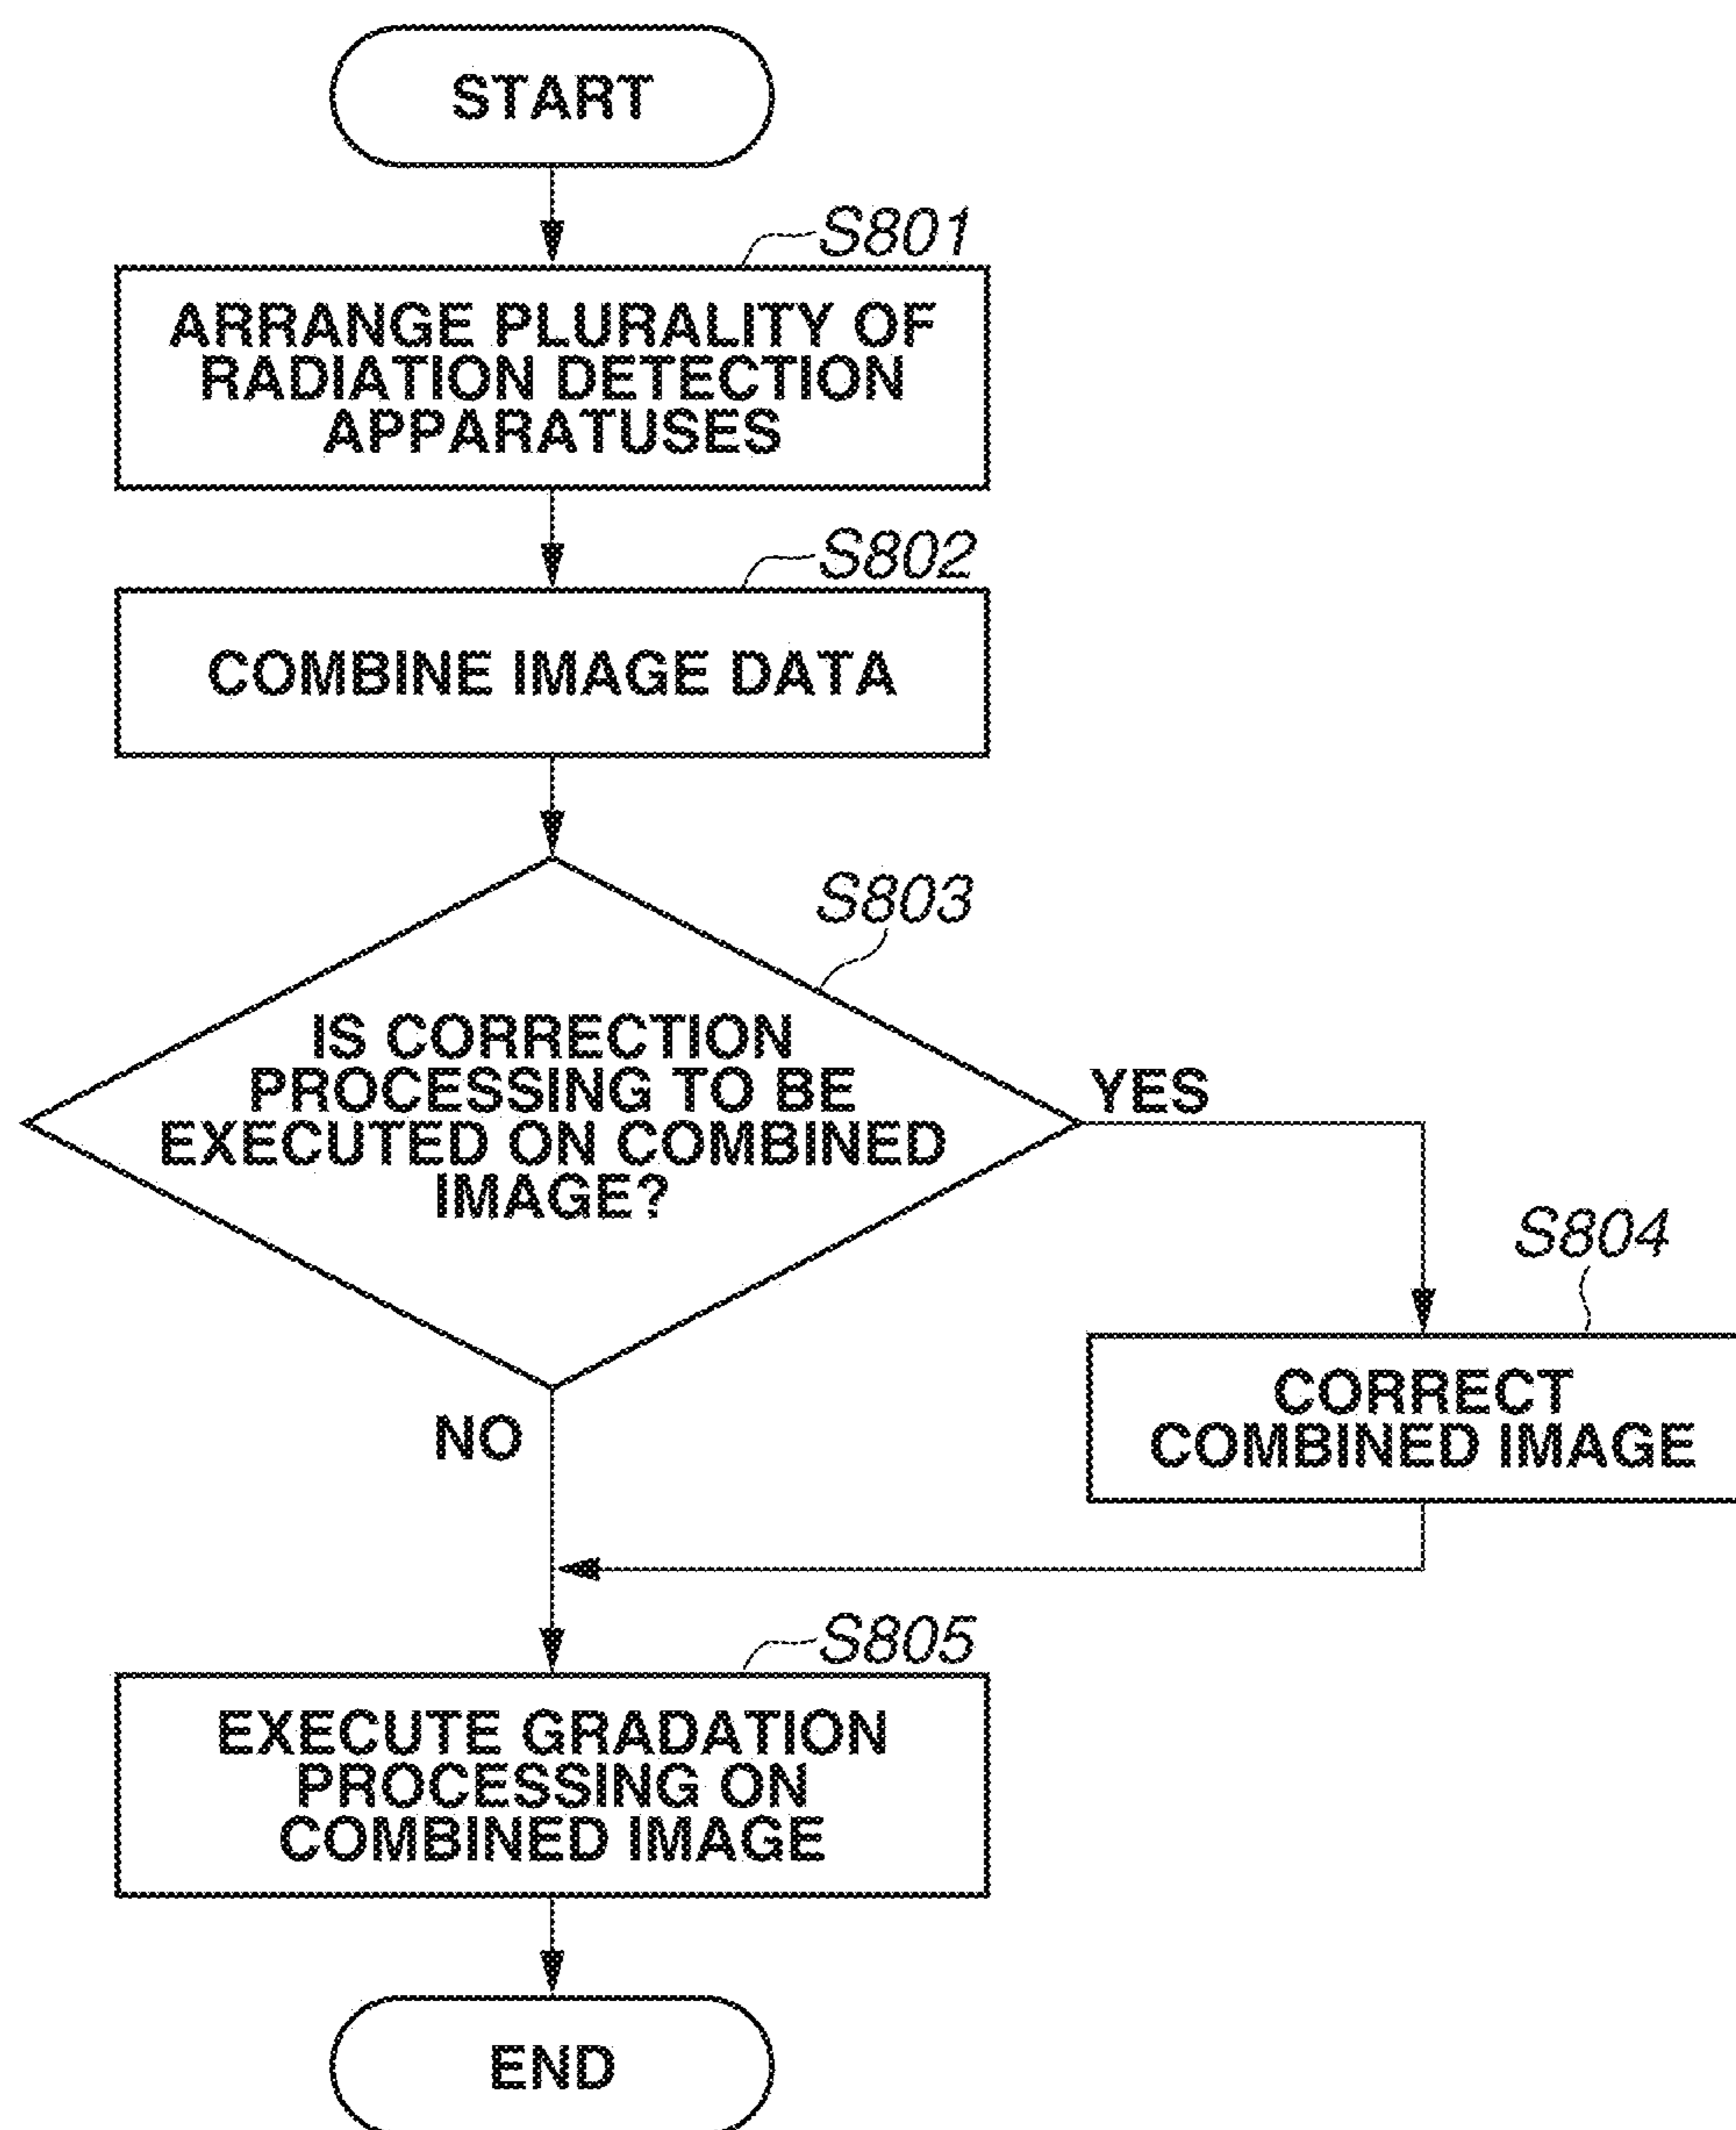 START
S801
ARRANGE PLURALITY OF
RADIATION DETECTION
APPARATUSES
S802
COMBINE IMAGE DATA
S803
IS CORRECTION
PROCESSING TO BE
EXECUTED ON COMBINED
IMAGE?
YES
S804
CORRECT
COMBINED IMAGE
NO
S805
EXECUTE GRADATION
PROCESSING ON
COMBINED IMAGE
END